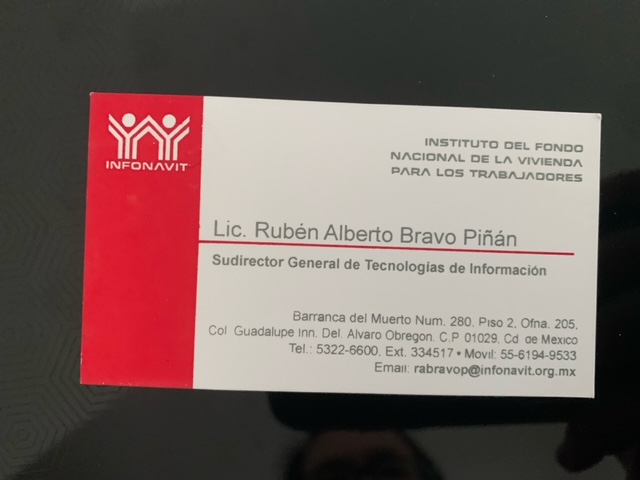 INFONAVIT
INSTITUTO DEL FONDO
NACIONAL DE LA VIVIENDA
PARA LOS TRABAJADORES
Lic. Rubén Alberto Bravo Piñán
Sudirector General de Tecnologías de Información
Barranca del Muerto Num. 280. Piso 2, Ofna. 205,
Col Guadalupe Inn. Del. Alvaro Obregon. C.P 01029, Cd de Mexico
Tel.: 5322-6600, Ext. 334517 • Movil: 55-6194-9533
Email: rabravop@infonavit.org.mx